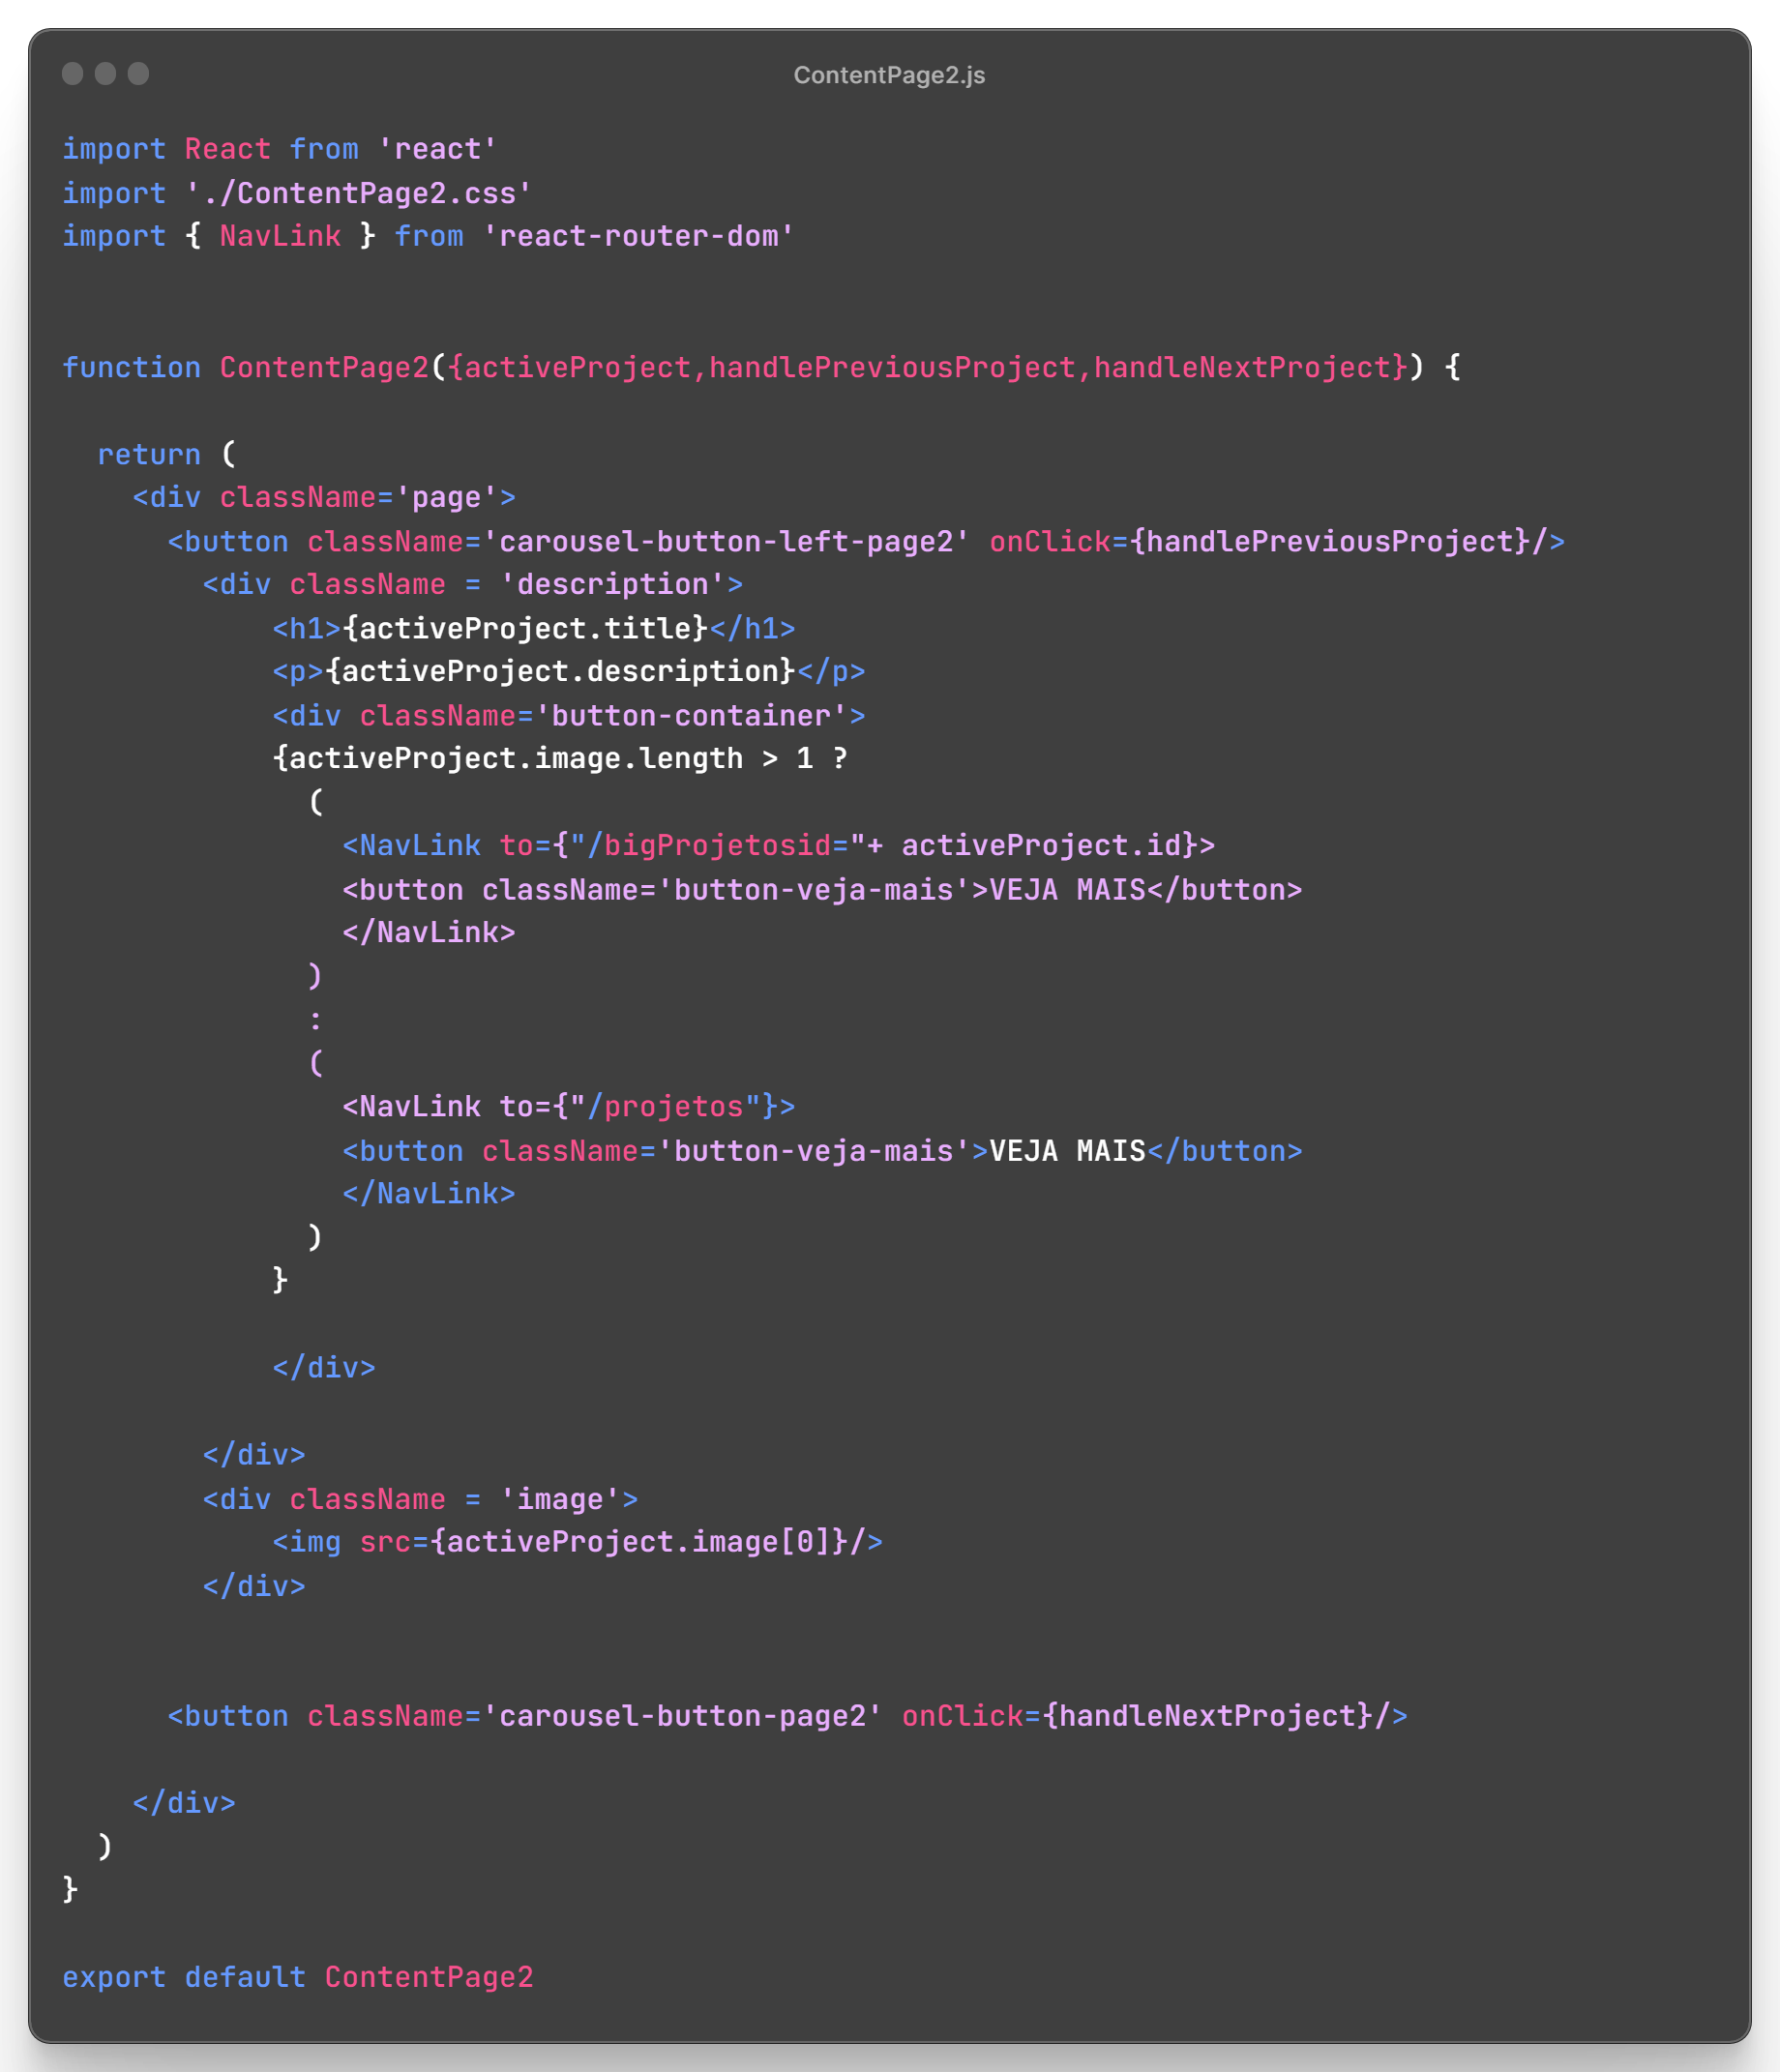 ContentPage2.js
import React from 'react'
import './ContentPage2.css'
import { NavLink } from 'react-router-dom'
function ContentPage2({activeProject,handlePreviousProject,handleNextProject}) {
  return (
    <div className='page'>
      <button className='carousel-button-left-page2' onClick={handlePreviousProject}/>
        <div className = 'description'>
            <h1>{activeProject.title}</h1>
            <p>{activeProject.description}</p>
            <div className='button-container'>
            {activeProject.image.length > 1 ?
              (
                <NavLink to={"/bigProjetosid="+ activeProject.id}>
                <button className='button-veja-mais'>VEJA MAIS</button>
                </NavLink>
              )
              :
              (
                <NavLink to={"/projetos"}>
                <button className='button-veja-mais'>VEJA MAIS</button>
                </NavLink>
              )
            }
            </div>
        </div>
        <div className = 'image'>
            <img src={activeProject.image[0]}/>
        </div>
      <button className='carousel-button-page2' onClick={handleNextProject}/>
    </div>
  )
}
export default ContentPage2